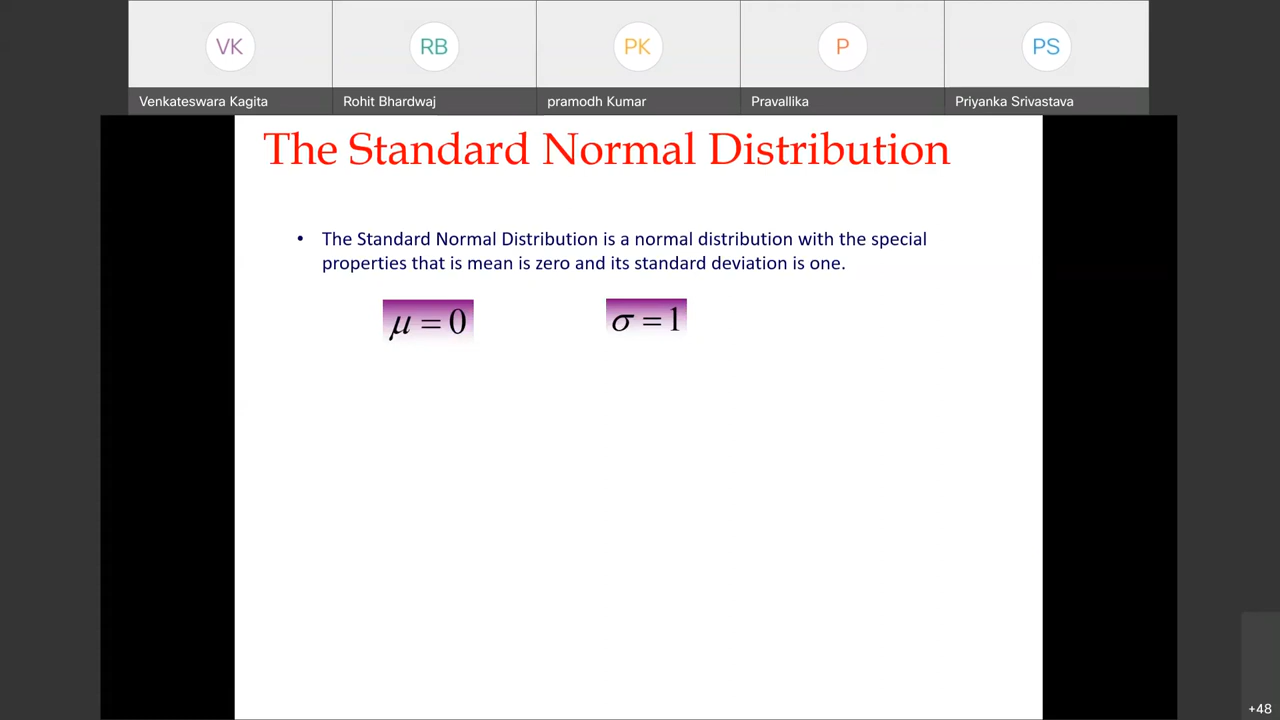 VK
RB
PK
P
PS
Venkateswara Kagita
Rohit Bhardwaj
pramodh Kumar
Pravallika
Priyanka Srivastava
The Standard Normal Distribution
• The Standard Normal Distribution is a normal distribution with the special
properties that is mean is zero and its standard deviation is one.
μ = 0
σ = 1
+48